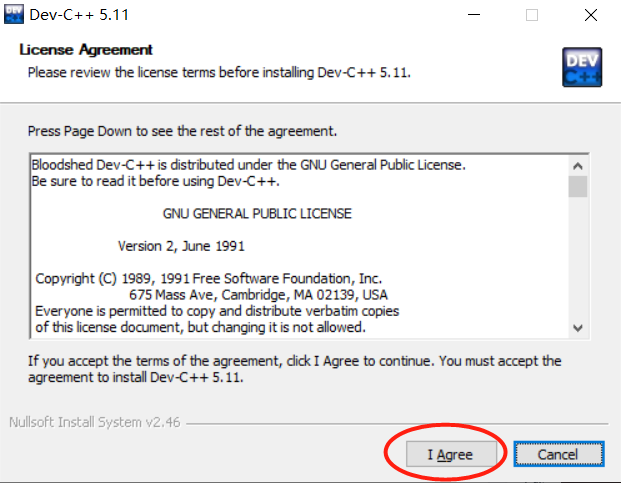 Dev-C++ 5.11
License Agreement
Please review the license terms before installing Dev-C++ 5.11.
DEV
C++
Press Page Down to see the rest of the agreement.
Bloodshed Dev-C++ is distributed under the GNU General Public License.
Be sure to read it before using Dev-C++.
GNU GENERAL PUBLIC LICENSE
Version 2, June 1991
Copyright (C) 1989, 1991 Free Software Foundation, Inc.
675 Mass Ave, Cambridge, MA 02139, USA
Everyone is permitted to copy and distribute verbatim copies
of this license document, but changing it is not allowed.
If you accept the terms of the agreement, click I Agree to continue. You must accept the
agreement to install Dev-C++ 5.11.
Nullsoft Install System v2.46
I Agree
Cancel